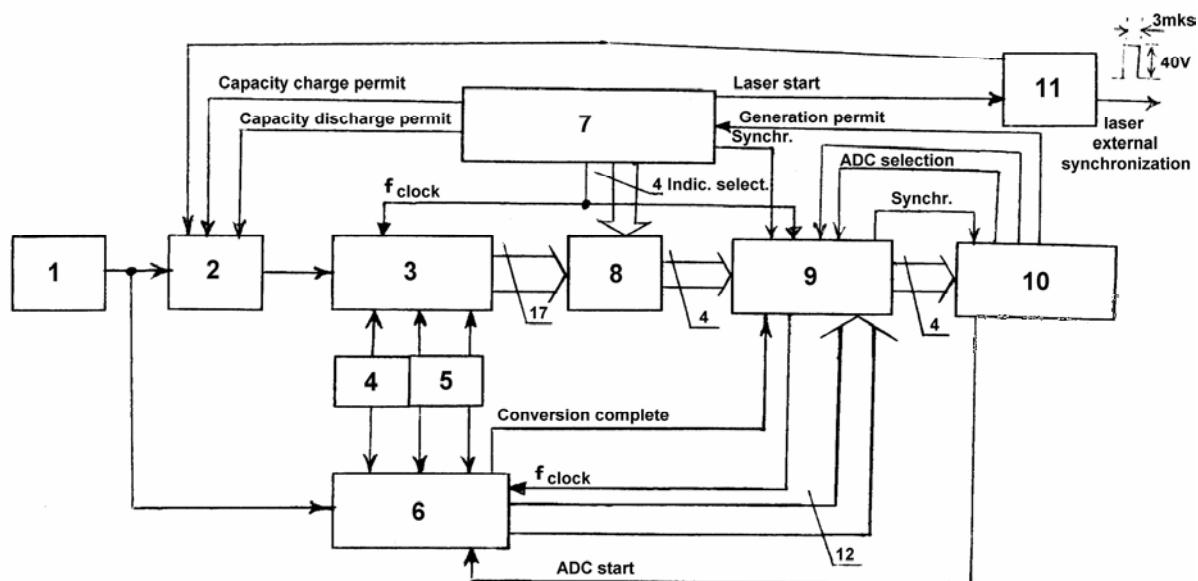 3mks
40V
Capacity charge permit
Laser start
11
Capacity discharge permit
7
Generation permit
Synchr.
laser
external
synchronization
ADC selection
4 Indic. select.
f clock
Synchr.
1
2
3
8
9
10
17
4
4
4
5
Conversion complete
f clock
6
12
ADC start